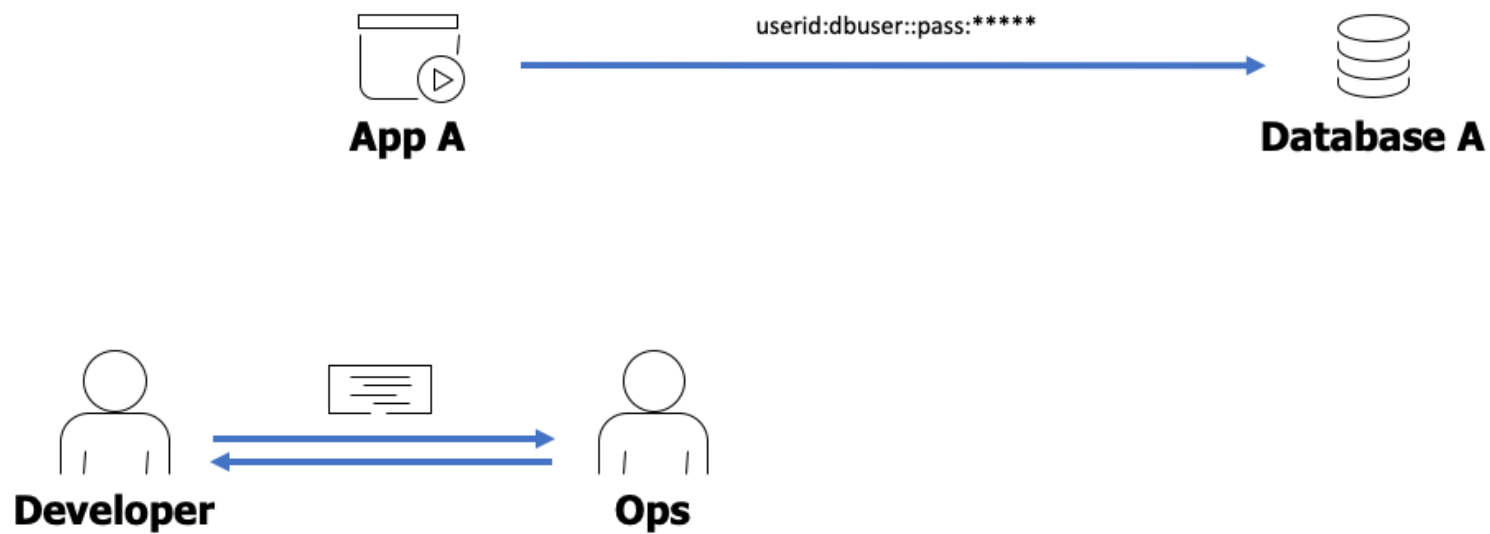 userid:dbuser::pass:*****
App A
Database A
Developer
Ops